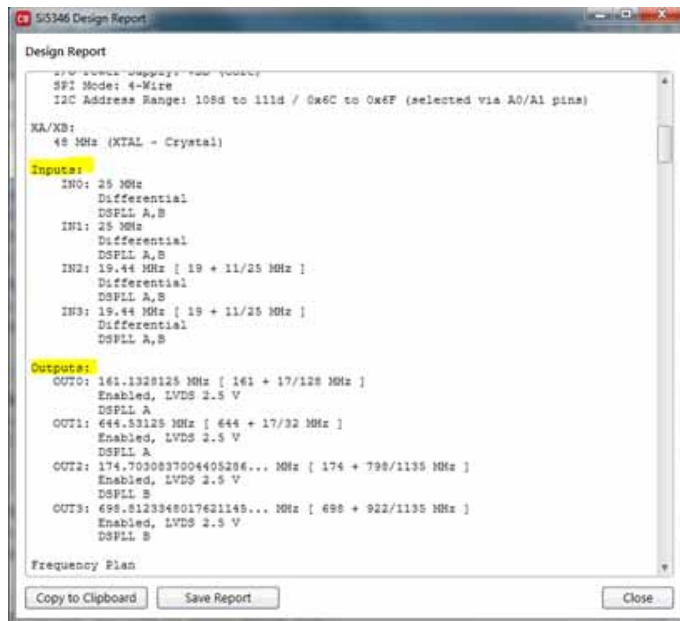 Si5346 Design Report
Design Report
SPI Mode: 4-Wire
I2C Address Range: 108d to 111d / 0x6C to 0x6F (selected via A0/A1 pins)
XA/XB:
48 MHz (XTAL - Crystal)
Inputs:
IN0: 25 MHz
Differential
DSPLL A,B
IN1: 25 MHz
Differential
DSPLL A,B
IN2: 19.44 MHz [ 19 + 11/25 MHz ]
Differential
DSPLL A,B
IN3: 19.44 MHz [ 19 + 11/25 MHz ]
Differential
DSPLL A,B
Outputs:
OUT0: 161.1328125 MHz [ 161 + 17/128 MHz ]
Enabled, LVDS 2.5 V
DSPLL A
OUT1: 644.53125 MHz [ 644 + 17/32 MHz ]
Enabled, LVDS 2.5 V
DSPLL A
OUT2: 174.7030837004405286... MHz [ 174 + 798/1135 MHz ]
Enabled, LVDS 2.5 V
DSPLL B
OUT3: 698.8123348017621145... MHz [ 698 + 922/1135 MHz ]
Enabled, LVDS 2.5 V
DSPLL B
Frequency Plan
Copy to Clipboard
Save Report
Close